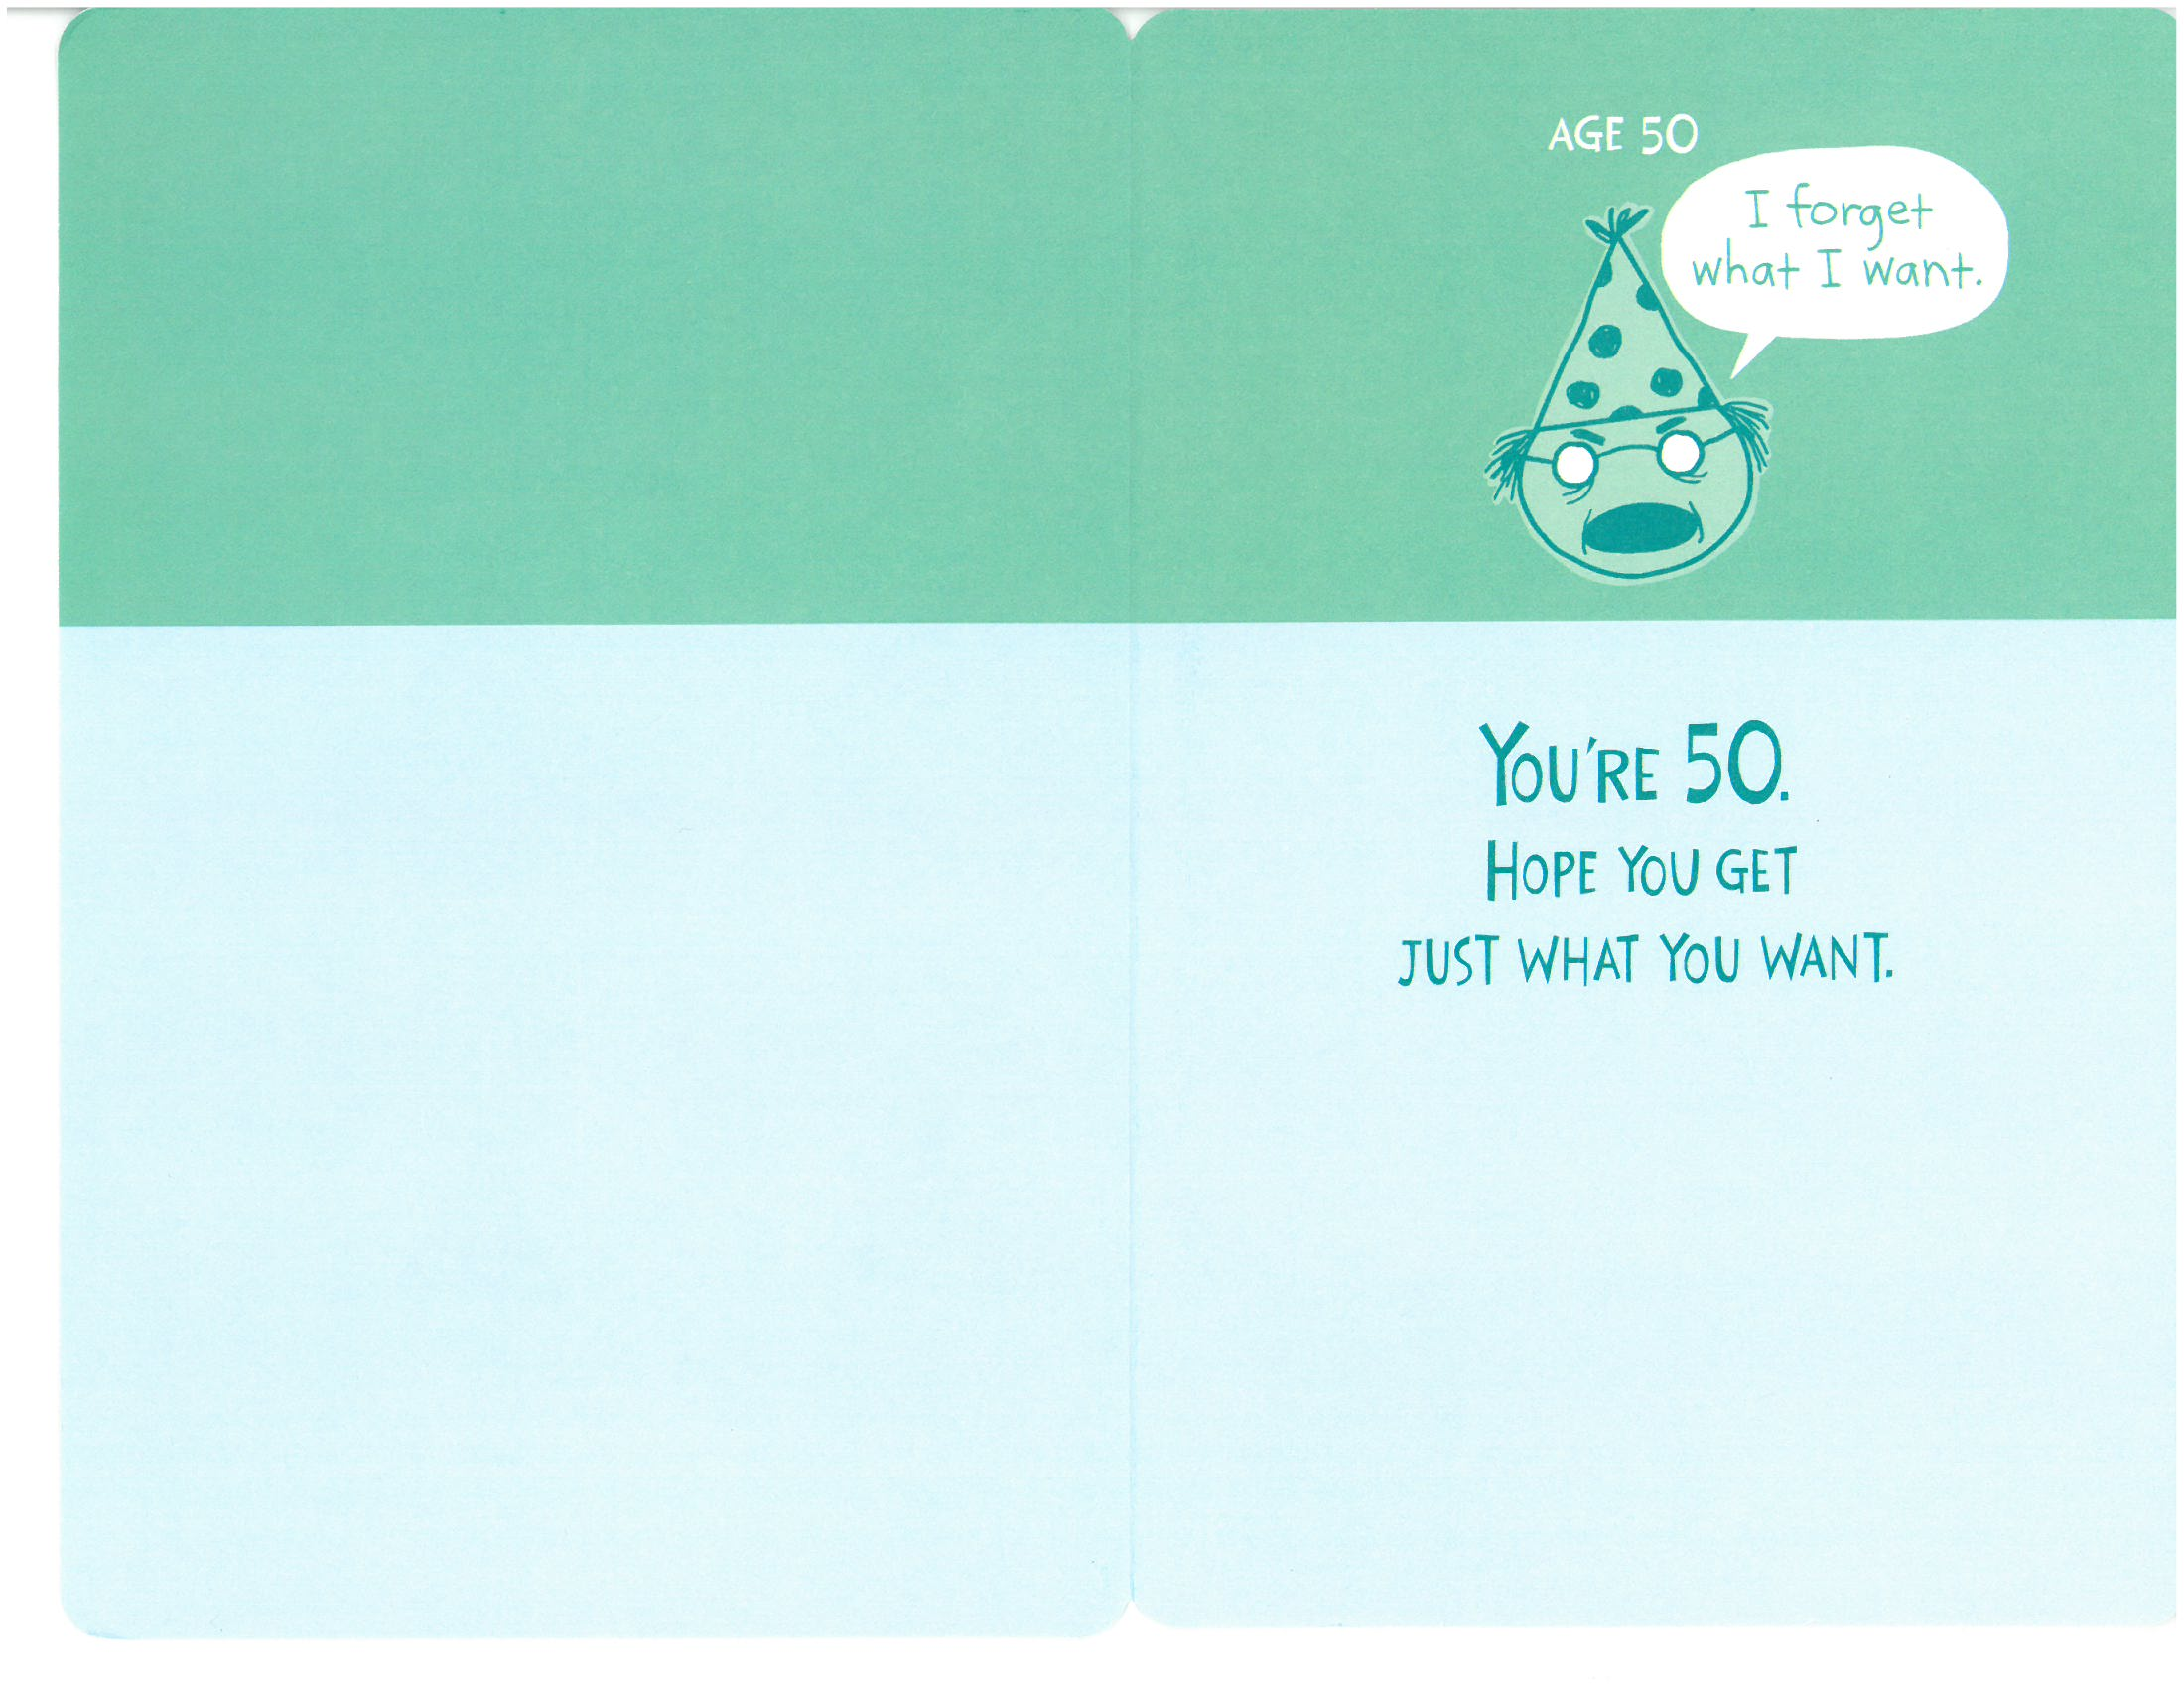 AGE 50
I forget
what I want.
YOU'RE 50.
HOPE YOU GET
JUST WHAT YOU WANT.